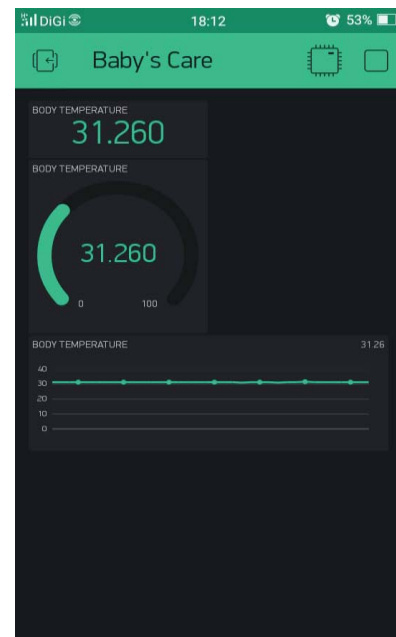 DiGi 18:12 53%
Baby's Care
BODY TEMPERATURE
31.260
BODY TEMPERATURE
31.260
0 100
BODY TEMPERATURE 31.26
40
30
20
10
0